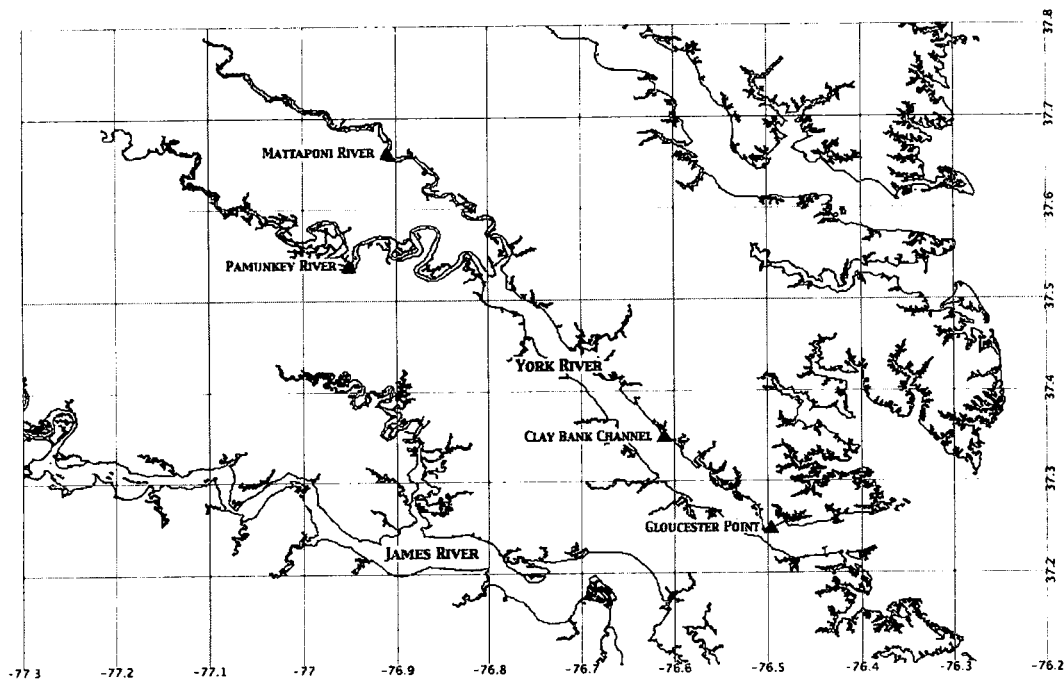 37.8
37.7
MATTAPONI RIVER
37.6
PAMUNKEY RIVER
37.5
YORK RIVER
37.4
CLAY BANK CHANNEL
37.3
GLOUCESTER POINT
JAMES RIVER
37.2
-77.3 -77.2 -77.1 -77 -76.9 -76.8 -76.7 -76.6 -76.5 -76.4 -76.3 -76.2